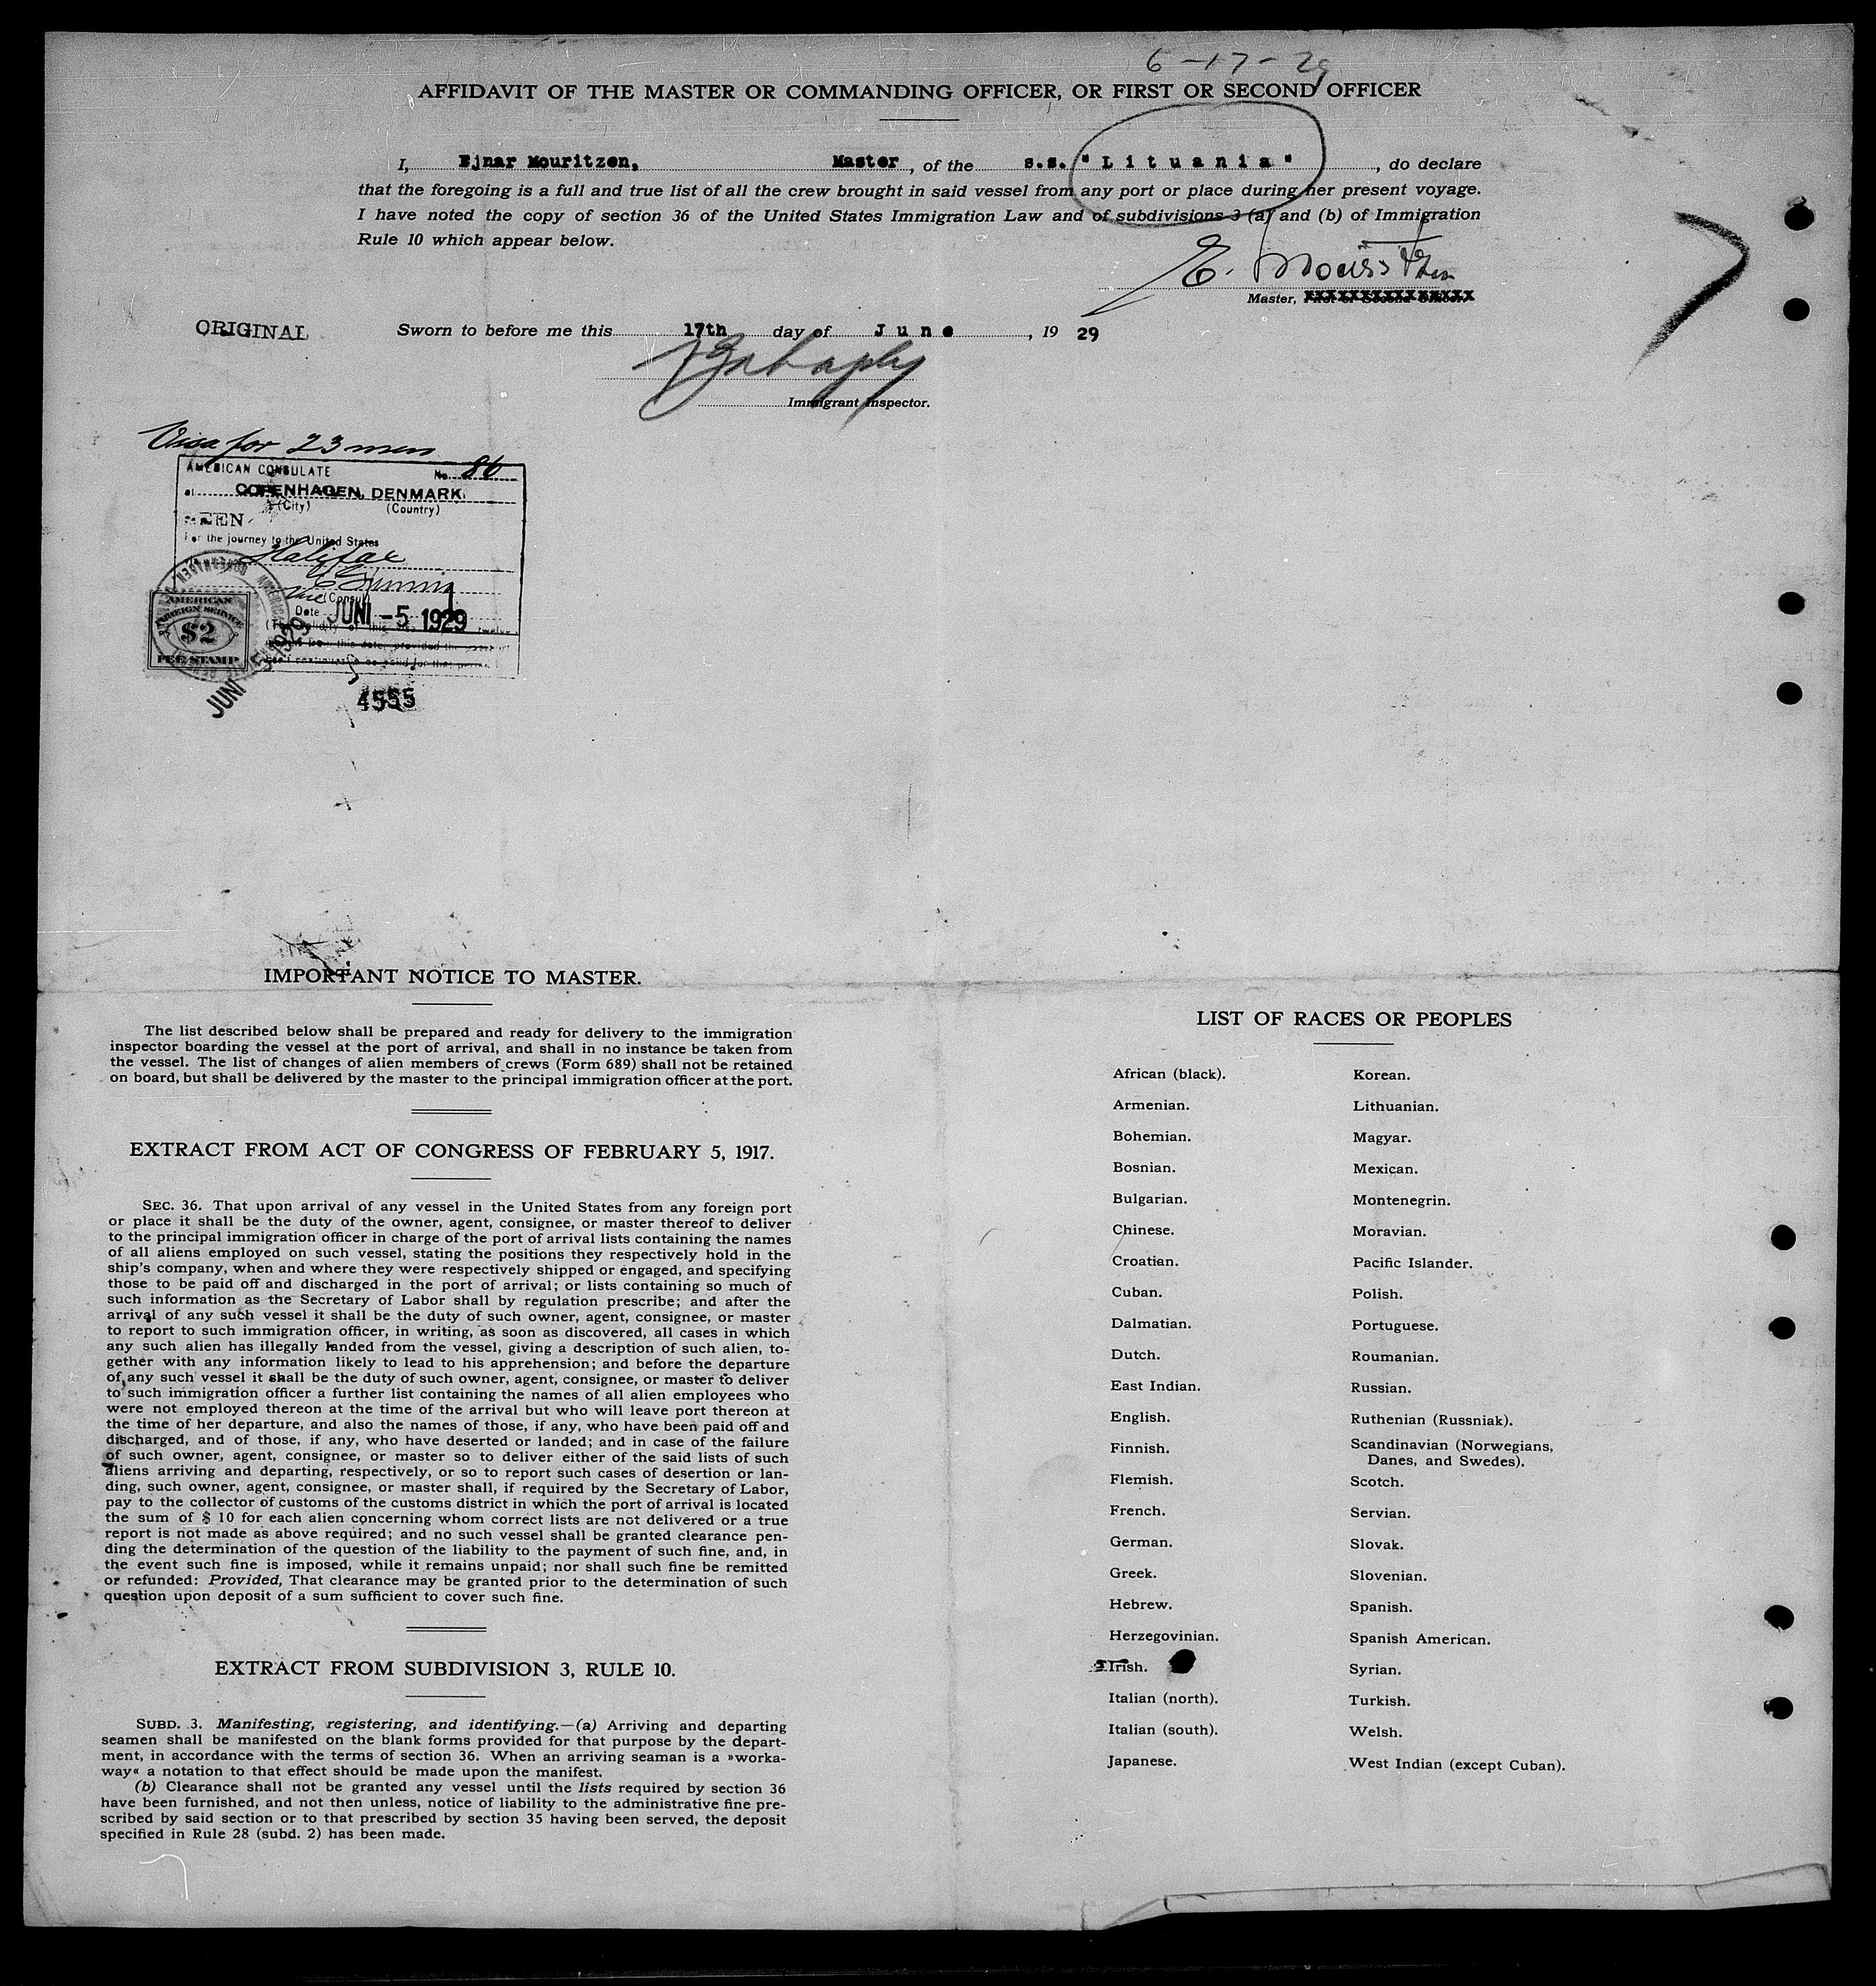 6-17-29
AFFIDAVIT OF THE MASTER OR COMMANDING OFFICER, OR FIRST OR SECOND OFFICER
I, Ejnar Mouritzen, Master, of the s.s. "Lituania", do declare
that the foregoing is a full and true list of all the crew brought in said vessel from any port or place during her present voyage.
I have noted the copy of section 36 of the United States Immigration Law and of subdivisions 3 (a) and (b) of Immigration
Rule 10 which appear below.
E. Mouritzen
Master,
ORIGINAL
Sworn to before me this 17th day of June, 19 29
Immigrant Inspector.
Visa for 23 men
AMERICAN CONSULATE No. 86
at COPENHAGEN, DENMARK.
(City) (Country)
SEEN
For the journey to the United States
Halifax
Vice (Consul)
Date JUNI -5 1929
AMERICAN
FOREIGN SERVICE
$2
FEE STAMP
JUNI 5 1929
4555
IMPORTANT NOTICE TO MASTER.
The list described below shall be prepared and ready for delivery to the immigration
inspector boarding the vessel at the port of arrival, and shall in no instance be taken from
the vessel. The list of changes of alien members of crews (Form 689) shall not be retained
on board, but shall be delivered by the master to the principal immigration officer at the port.
EXTRACT FROM ACT OF CONGRESS OF FEBRUARY 5, 1917.
SEC. 36. That upon arrival of any vessel in the United States from any foreign port
or place it shall be the duty of the owner, agent, consignee, or master thereof to deliver
to the principal immigration officer in charge of the port of arrival lists containing the names
of all aliens employed on such vessel, stating the positions they respectively hold in the
ship's company, when and where they were respectively shipped or engaged, and specifying
those to be paid off and discharged in the port of arrival; or lists containing so much of
such information as the Secretary of Labor shall by regulation prescribe; and after the
arrival of any such vessel it shall be the duty of such owner, agent, consignee, or master
to report to such immigration officer, in writing, as soon as discovered, all cases in which
any such alien has illegally landed from the vessel, giving a description of such alien, to-
gether with any information likely to lead to his apprehension; and before the departure
of any such vessel it shall be the duty of such owner, agent, consignee, or master to deliver
to such immigration officer a further list containing the names of all alien employees who
were not employed thereon at the time of the arrival but who will leave port thereon at
the time of her departure, and also the names of those, if any, who have been paid off and
discharged, and of those, if any, who have deserted or landed; and in case of the failure
of such owner, agent, consignee, or master so to deliver either of the said lists of such
aliens arriving and departing, respectively, or so to report such cases of desertion or lan-
ding, such owner, agent, consignee, or master shall, if required by the Secretary of Labor,
pay to the collector of customs of the customs district in which the port of arrival is located
the sum of $ 10 for each alien concerning whom correct lists are not delivered or a true
report is not made as above required; and no such vessel shall be granted clearance pen-
ding the determination of the question of the liability to the payment of such fine, and, in
the event such fine is imposed, while it remains unpaid; nor shall such fine be remitted
or refunded: Provided, That clearance may be granted prior to the determination of such
question upon deposit of a sum sufficient to cover such fine.
EXTRACT FROM SUBDIVISION 3, RULE 10.
SUBD. 3. Manifesting, registering, and identifying.—(a) Arriving and departing
seamen shall be manifested on the blank forms provided for that purpose by the depart-
ment, in accordance with the terms of section 36. When an arriving seaman is a »worka-
way« a notation to that effect should be made upon the manifest.
(b) Clearance shall not be granted any vessel until the lists required by section 36
have been furnished, and not then unless, notice of liability to the administrative fine pre-
scribed by said section or to that prescribed by section 35 having been served, the deposit
specified in Rule 28 (subd. 2) has been made.
LIST OF RACES OR PEOPLES
African (black).
Armenian.
Bohemian.
Bosnian.
Bulgarian.
Chinese.
Croatian.
Cuban.
Dalmatian.
Dutch.
East Indian.
English.
Finnish.
Flemish.
French.
German.
Greek.
Hebrew.
Herzegovinian.
Irish.
Italian (north).
Italian (south).
Japanese.
Korean.
Lithuanian.
Magyar.
Mexican.
Montenegrin.
Moravian.
Pacific Islander.
Polish.
Portuguese.
Roumanian.
Russian.
Ruthenian (Russniak).
Scandinavian (Norwegians,
Danes, and Swedes).
Scotch.
Servian.
Slovak.
Slovenian.
Spanish.
Spanish American.
Syrian.
Turkish.
Welsh.
West Indian (except Cuban).